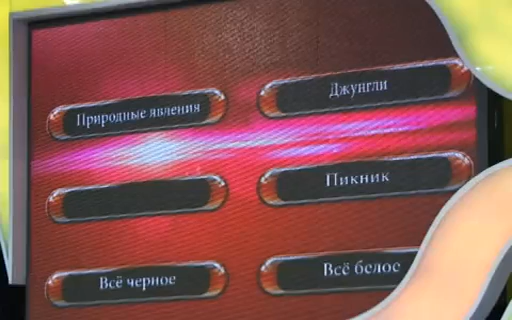 Природные явления
Джунгли
Пикник
Всё черное
Всё белое